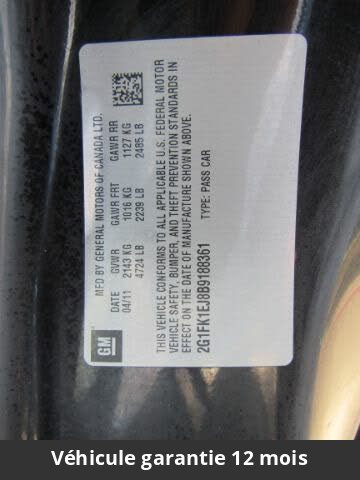 GM
MFD BY GENERAL MOTORS OF CANADA LTD.
DATE GVWR GAWR FRT GAWR RR
04/11 2143 KG 1016 KG 1127 KG
4724 LB 2239 LB 2485 LB
THIS VEHICLE CONFORMS TO ALL APPLICABLE U.S. FEDERAL MOTOR
VEHICLE SAFETY, BUMPER, AND THEFT PREVENTION STANDARDS IN
EFFECT ON THE DATE OF MANUFACTURE SHOWN ABOVE.
2G1FK1EJ8B9186361 TYPE: PASS CAR
Véhicule garantie 12 mois